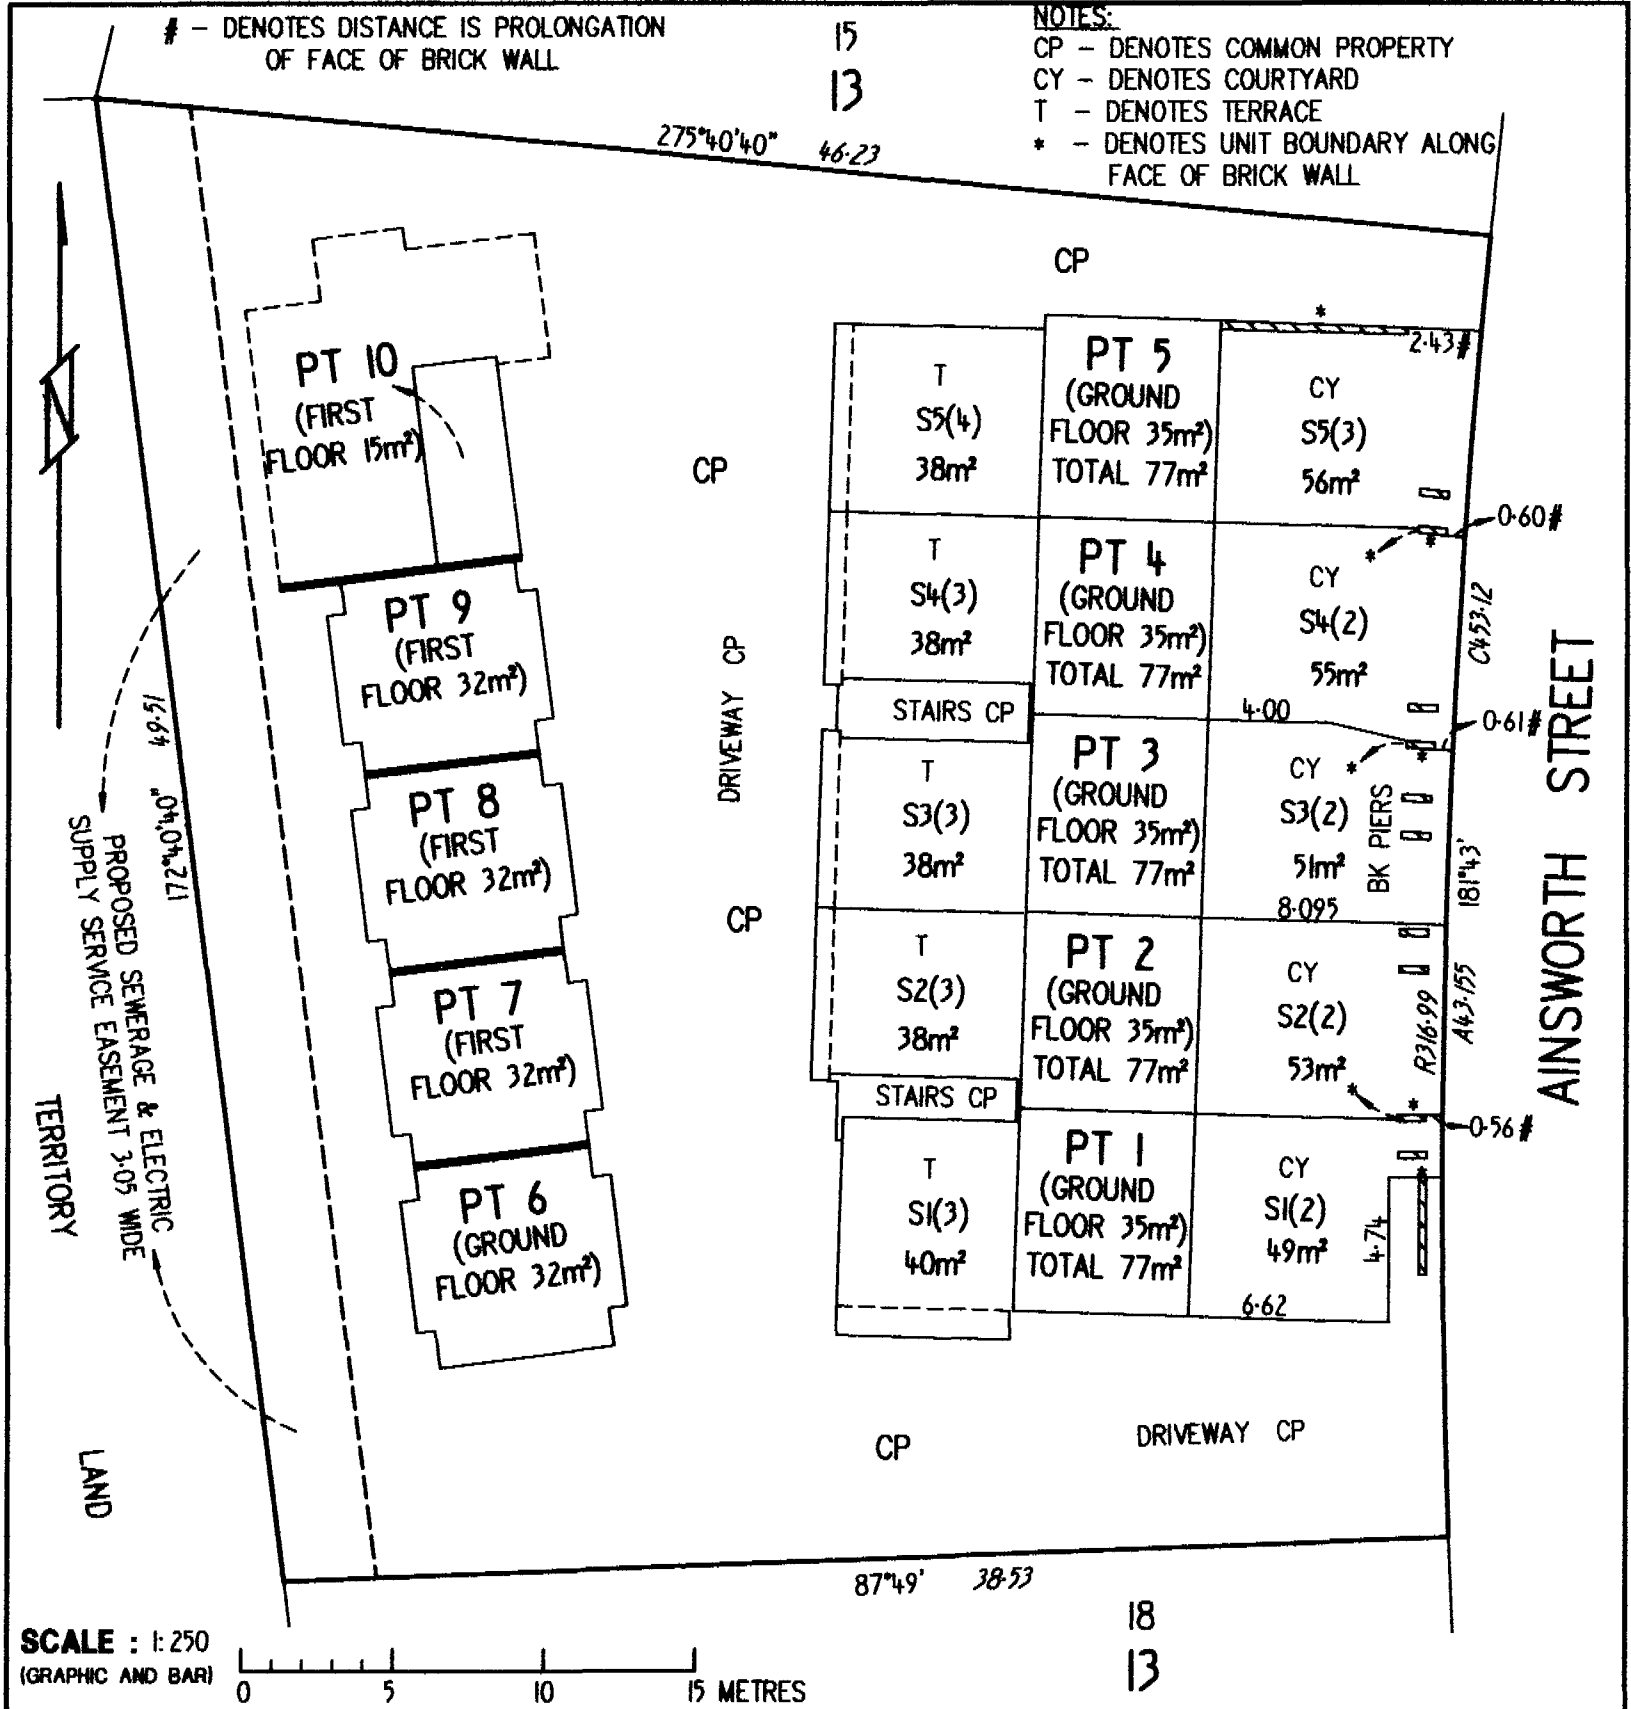 # – DENOTES DISTANCE IS PROLONGATION
OF FACE OF BRICK WALL
15
13
NOTES:
CP – DENOTES COMMON PROPERTY
CY – DENOTES COURTYARD
T – DENOTES TERRACE
* – DENOTES UNIT BOUNDARY ALONG
FACE OF BRICK WALL
275°40'40" 46·23
CP
*
2·43#
PT 10
(FIRST
FLOOR 15m²)
CP
T
S5(4)
38m²
PT 5
(GROUND
FLOOR 35m²)
TOTAL 77m²
CY
S5(3)
56m²
0·60#
*
*
PT 9
(FIRST
FLOOR 32m²)
T
S4(3)
38m²
PT 4
(GROUND
FLOOR 35m²)
TOTAL 77m²
CY
S4(2)
55m²
C453·12
STAIRS CP
4·00
0·61#
DRIVEWAY CP
PT 8
(FIRST
FLOOR 32m²)
T
S3(3)
38m²
PT 3
(GROUND
FLOOR 35m²)
TOTAL 77m²
CY
S3(2)
51m²
*
*
BK PIERS
8·095
181°43'
AINSWORTH STREET
172°40'40"
CP
PT 7
(FIRST
FLOOR 32m²)
T
S2(3)
38m²
PT 2
(GROUND
FLOOR 35m²)
TOTAL 77m²
CY
S2(2)
53m²
R316·99
A43·155
*
*
0·56#
STAIRS CP
PT 6
(GROUND
FLOOR 32m²)
T
S1(3)
40m²
PT 1
(GROUND
FLOOR 35m²)
TOTAL 77m²
CY
S1(2)
49m²
*
4·74
6·62
PROPOSED SEWERAGE & ELECTRIC
SUPPLY SERVICE EASEMENT 3·05 WIDE
TERRITORY
LAND
CP
DRIVEWAY CP
87°49' 38·53
18
13
SCALE : 1:250
(GRAPHIC AND BAR)
0 5 10 15 METRES